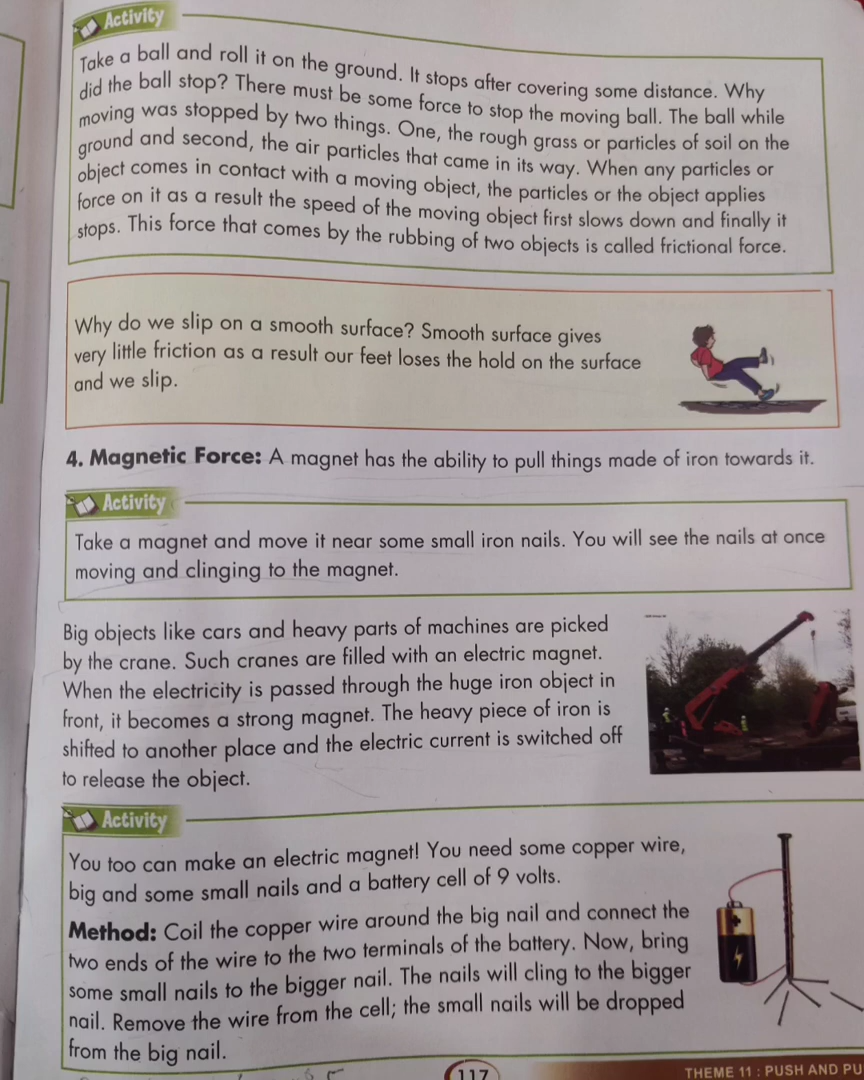 Activity
Take a ball and roll it on the ground. It stops after covering some distance. Why
did the ball stop? There must be some force to stop the moving ball. The ball while
moving was stopped by two things. One, the rough grass or particles of soil on the
ground and second, the air particles that came in its way. When any particles or
object comes in contact with a moving object, the particles or the object applies
force on it as a result the speed of the moving object first slows down and finally it
stops. This force that comes by the rubbing of two objects is called frictional force.
Why do we slip on a smooth surface? Smooth surface gives
very little friction as a result our feet loses the hold on the surface
and we slip.
4. Magnetic Force: A magnet has the ability to pull things made of iron towards it.
Activity
Take a magnet and move it near some small iron nails. You will see the nails at once
moving and clinging to the magnet.
Big objects like cars and heavy parts of machines are picked
by the crane. Such cranes are filled with an electric magnet.
When the electricity is passed through the huge iron object in
front, it becomes a strong magnet. The heavy piece of iron is
shifted to another place and the electric current is switched off
to release the object.
Activity
You too can make an electric magnet! You need some copper wire,
big and some small nails and a battery cell of 9 volts.
Method: Coil the copper wire around the big nail and connect the
two ends of the wire to the two terminals of the battery. Now, bring
some small nails to the bigger nail. The nails will cling to the bigger
nail. Remove the wire from the cell; the small nails will be dropped
from the big nail.
117
THEME 11 : PUSH AND PU